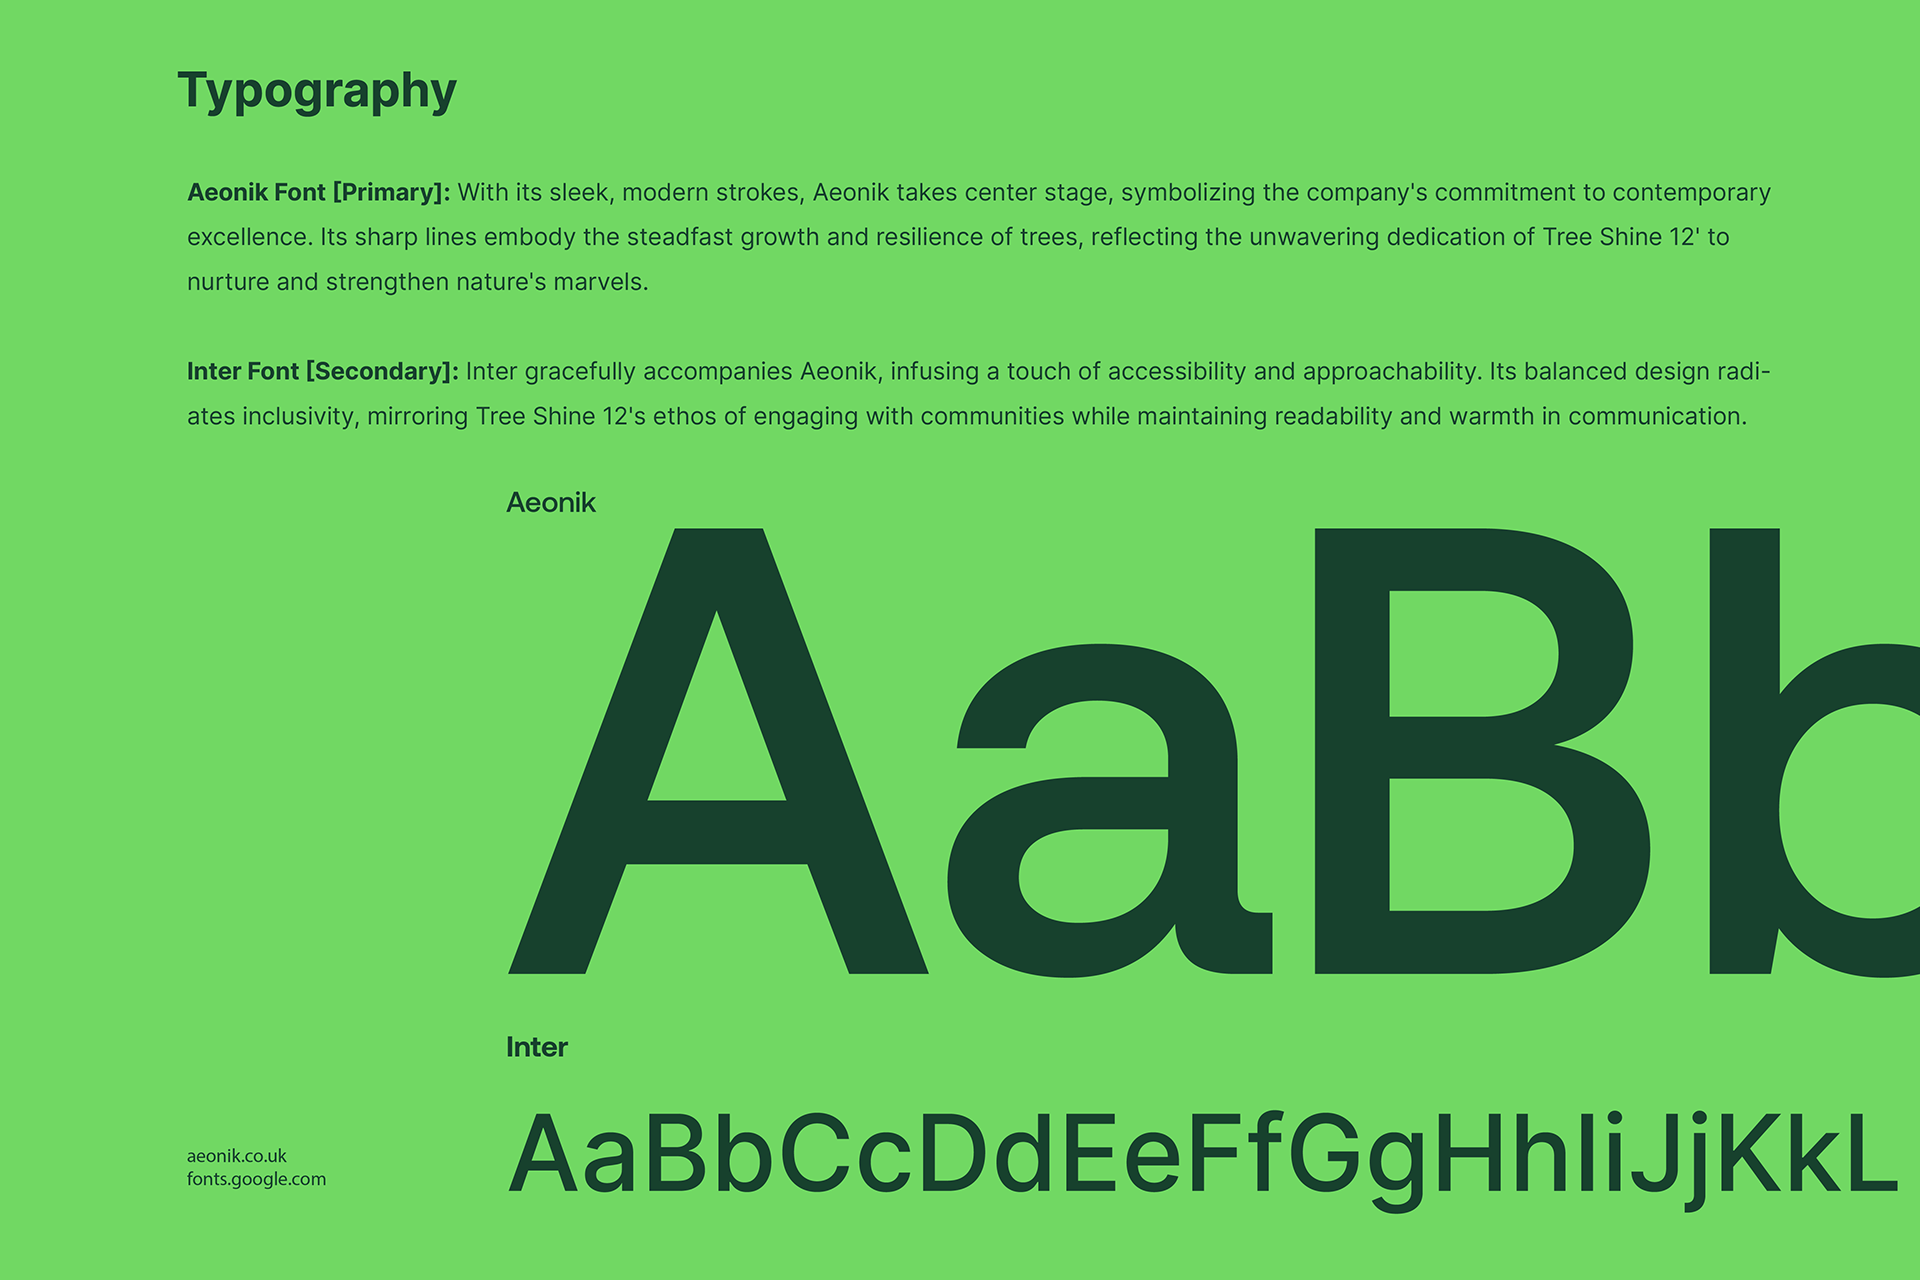 Typography
Aeonik Font [Primary]: With its sleek, modern strokes, Aeonik takes center stage, symbolizing the company's commitment to contemporary
excellence. Its sharp lines embody the steadfast growth and resilience of trees, reflecting the unwavering dedication of Tree Shine 12' to
nurture and strengthen nature's marvels.
Inter Font [Secondary]: Inter gracefully accompanies Aeonik, infusing a touch of accessibility and approachability. Its balanced design radi-
ates inclusivity, mirroring Tree Shine 12's ethos of engaging with communities while maintaining readability and warmth in communication.
Aeonik
AaBb
Inter
AaBbCcDdEeFfGgHhIiJjKkL
aeonik.co.uk
fonts.google.com